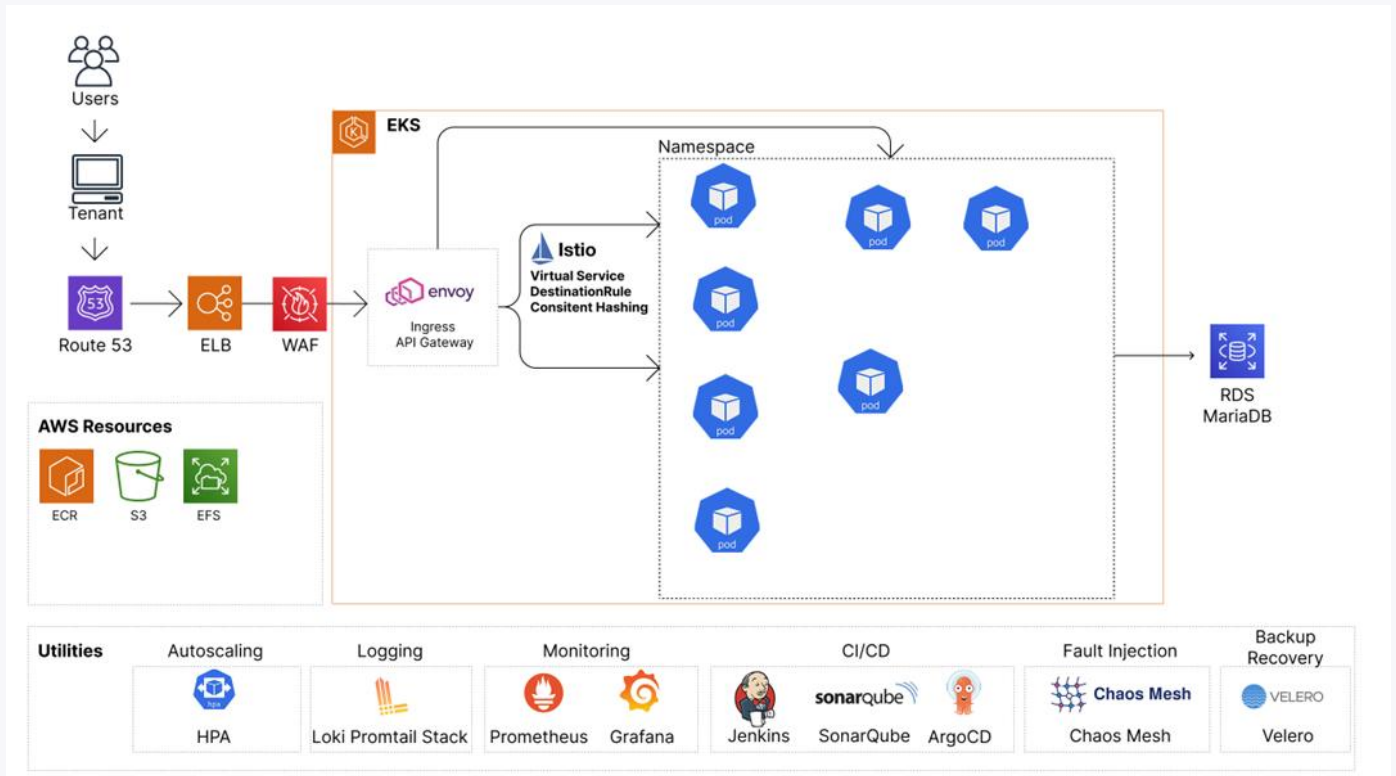 Users
Tenant
53
Route 53
ELB
WAF
EKS
envoy
Ingress
API Gateway
Istio
Virtual Service
DestinationRule
Consitent Hashing
Namespace
pod
pod
pod
pod
pod
pod
pod
RDS
MariaDB
AWS Resources
ECR
S3
EFS
Utilities
Autoscaling
hpa
HPA
Logging
Loki Promtail Stack
Monitoring
Prometheus
Grafana
CI/CD
Jenkins
sonarqube
SonarQube
ArgoCD
Fault Injection
Chaos Mesh
Chaos Mesh
Backup
Recovery
VELERO
Velero